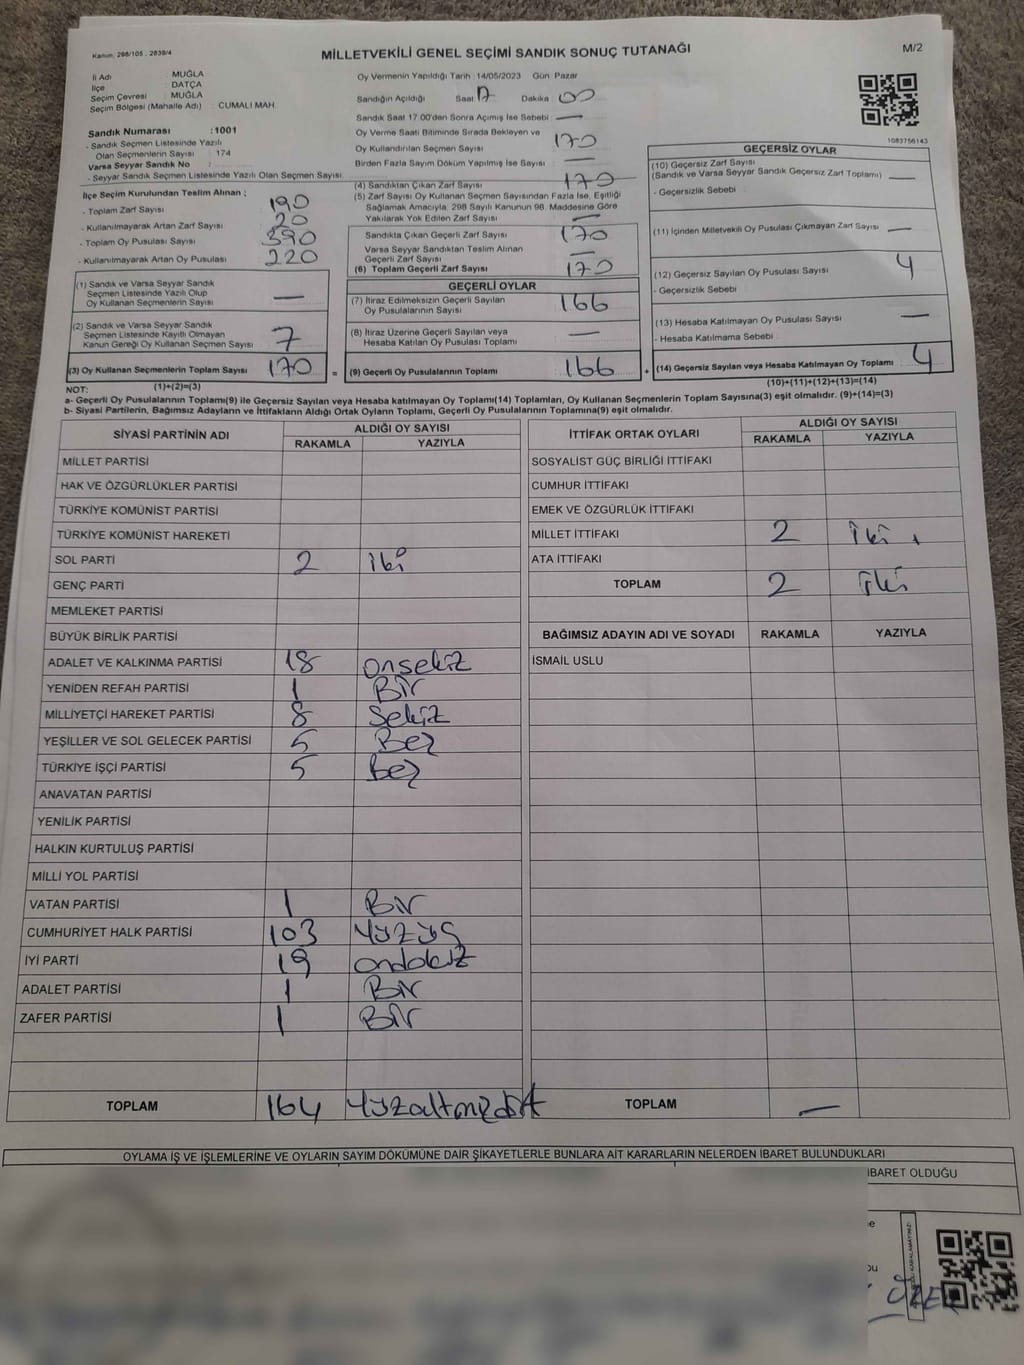 Kanun, 298/105 . 2839/4
MİLLETVEKİLİ GENEL SEÇİMİ SANDIK SONUÇ TUTANAĞI
M/2
İl Adı : MUĞLA
İlçe : DATÇA
Seçim Çevresi : MUĞLA
Seçim Bölgesi (Mahalle Adı) : CUMALI MAH.
Sandık Numarası : 1001
- Sandık Seçmen Listesinde Yazılı
Olan Seçmenlerin Sayısı : 174
Varsa Seyyar Sandık No :
- Seyyar Sandık Seçmen Listesinde Yazılı Olan Seçmen Sayısı
Oy Vermenin Yapıldığı Tarih : 14/05/2023 Gün Pazar
Sandığın Açıldığı Saat 17 Dakika 00
Sandık Saat 17.00'den Sonra Açımış İse Sebebi : —
Oy Verme Saati Bitiminde Sırada Bekleyen ve
Oy Kullandırılan Seçmen Sayısı 170
Birden Fazla Sayım Döküm Yapılmış İse Sayısı —
1083756143
İlçe Seçim Kurulundan Teslim Alınan ;
- Toplam Zarf Sayısı 190
- Kullanılmayarak Artan Zarf Sayısı 20
- Toplam Oy Pusulası Sayısı 390
- Kullanılmayarak Artan Oy Pusulası 220
(1) Sandık ve Varsa Seyyar Sandık
Seçmen Listesinde Yazılı Olup
Oy Kullanan Seçmenlerin Sayısı —
(2) Sandık ve Varsa Seyyar Sandık
Seçmen Listesinde Kayıtlı Olmayan
Kanun Gereği Oy Kullanan Seçmen Sayısı 7
(3) Oy Kullanan Seçmenlerin Toplam Sayısı 170
(4) Sandıktan Çıkan Zarf Sayısı 170
(5) Zarf Sayısı Oy Kullanan Seçmen Sayısından Fazla İse, Eşitliği
Sağlamak Amacıyla, 298 Sayılı Kanunun 98. Maddesine Göre
Yakılarak Yok Edilen Zarf Sayısı —
Sandıkta Çıkan Geçerli Zarf Sayısı 170
Varsa Seyyar Sandıktan Teslim Alınan
Geçerli Zarf Sayısı —
(6) Toplam Geçerli Zarf Sayısı 170
GEÇERLİ OYLAR
(7) İtiraz Edilmeksizin Geçerli Sayılan
Oy Pusulalarının Sayısı 166
(8) İtiraz Üzerine Geçerli Sayılan veya
Hesaba Katılan Oy Pusulası Toplamı —
= (9) Geçerli Oy Pusulalarının Toplamı 166
GEÇERSİZ OYLAR
(10) Geçersiz Zarf Sayısı
(Sandık ve Varsa Seyyar Sandık Geçersiz Zarf Toplamı) —
- Geçersizlik Sebebi :
(11) İçinden Milletvekili Oy Pusulası Çıkmayan Zarf Sayısı —
(12) Geçersiz Sayılan Oy Pusulası Sayısı 4
- Geçersizlik Sebebi
(13) Hesaba Katılmayan Oy Pusulası Sayısı —
- Hesaba Katılmama Sebebi
+ (14) Geçersiz Sayılan veya Hesaba Katılmayan Oy Toplamı 4
NOT: (1)+(2)=(3)
(10)+(11)+(12)+(13)=(14)
a- Geçerli Oy Pusulalarının Toplamı(9) ile Geçersiz Sayılan veya Hesaba katılmayan Oy Toplamı(14) Toplamları, Oy Kullanan Seçmenlerin Toplam Sayısına(3) eşit olmalıdır. (9)+(14)=(3)
b- Siyasi Partilerin, Bağımsız Adayların ve İttifakların Aldığı Ortak Oyların Toplamı, Geçerli Oy Pusulalarının Toplamına(9) eşit olmalıdır.
SİYASİ PARTİNİN ADI ALDIĞI OY SAYISI
RAKAMLA YAZIYLA
MİLLET PARTİSİ
HAK VE ÖZGÜRLÜKLER PARTİSİ
TÜRKİYE KOMÜNİST PARTİSİ
TÜRKİYE KOMÜNİST HAREKETİ
SOL PARTİ 2 iki
GENÇ PARTİ
MEMLEKET PARTİSİ
BÜYÜK BİRLİK PARTİSİ
ADALET VE KALKINMA PARTİSİ 18 onsekiz
YENİDEN REFAH PARTİSİ 1 Bir
MİLLİYETÇİ HAREKET PARTİSİ 8 Sekiz
YEŞİLLER VE SOL GELECEK PARTİSİ 5 Beş
TÜRKİYE İŞÇİ PARTİSİ 5 Beş
ANAVATAN PARTİSİ
YENİLİK PARTİSİ
HALKIN KURTULUŞ PARTİSİ
MİLLİ YOL PARTİSİ
VATAN PARTİSİ 1 Bir
CUMHURİYET HALK PARTİSİ 103 Yüzüç
İYİ PARTİ 19 ondokuz
ADALET PARTİSİ 1 Bir
ZAFER PARTİSİ 1 Bir
TOPLAM 164 Yüzaltmışdört
İTTİFAK ORTAK OYLARI ALDIĞI OY SAYISI
RAKAMLA YAZIYLA
SOSYALİST GÜÇ BİRLİĞİ İTTİFAKI
CUMHUR İTTİFAKI
EMEK VE ÖZGÜRLÜK İTTİFAKI
MİLLET İTTİFAKI 2 İki
ATA İTTİFAKI
TOPLAM 2 İki
BAĞIMSIZ ADAYIN ADI VE SOYADI RAKAMLA YAZIYLA
İSMAİL USLU
TOPLAM —
OYLAMA İŞ VE İŞLEMLERİNE VE OYLARIN SAYIM DÖKÜMÜNE DAİR ŞİKAYETLERLE BUNLARA AİT KARARLARIN NELERDEN İBARET BULUNDUKLARI
İBARET OLDUĞU